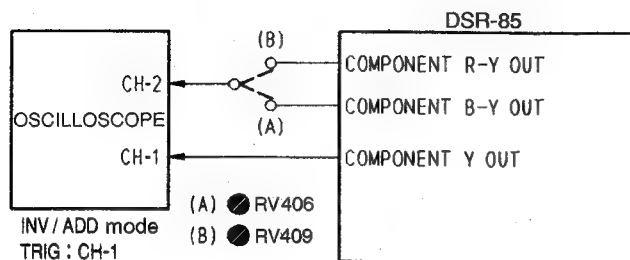 DSR-85
(B)
COMPONENT R-Y OUT
CH-2
OSCILLOSCOPE
COMPONENT B-Y OUT
(A)
CH-1
COMPONENT Y OUT
(A) RV406
INV/ADD mode
(B) RV409
TRIG : CH-1